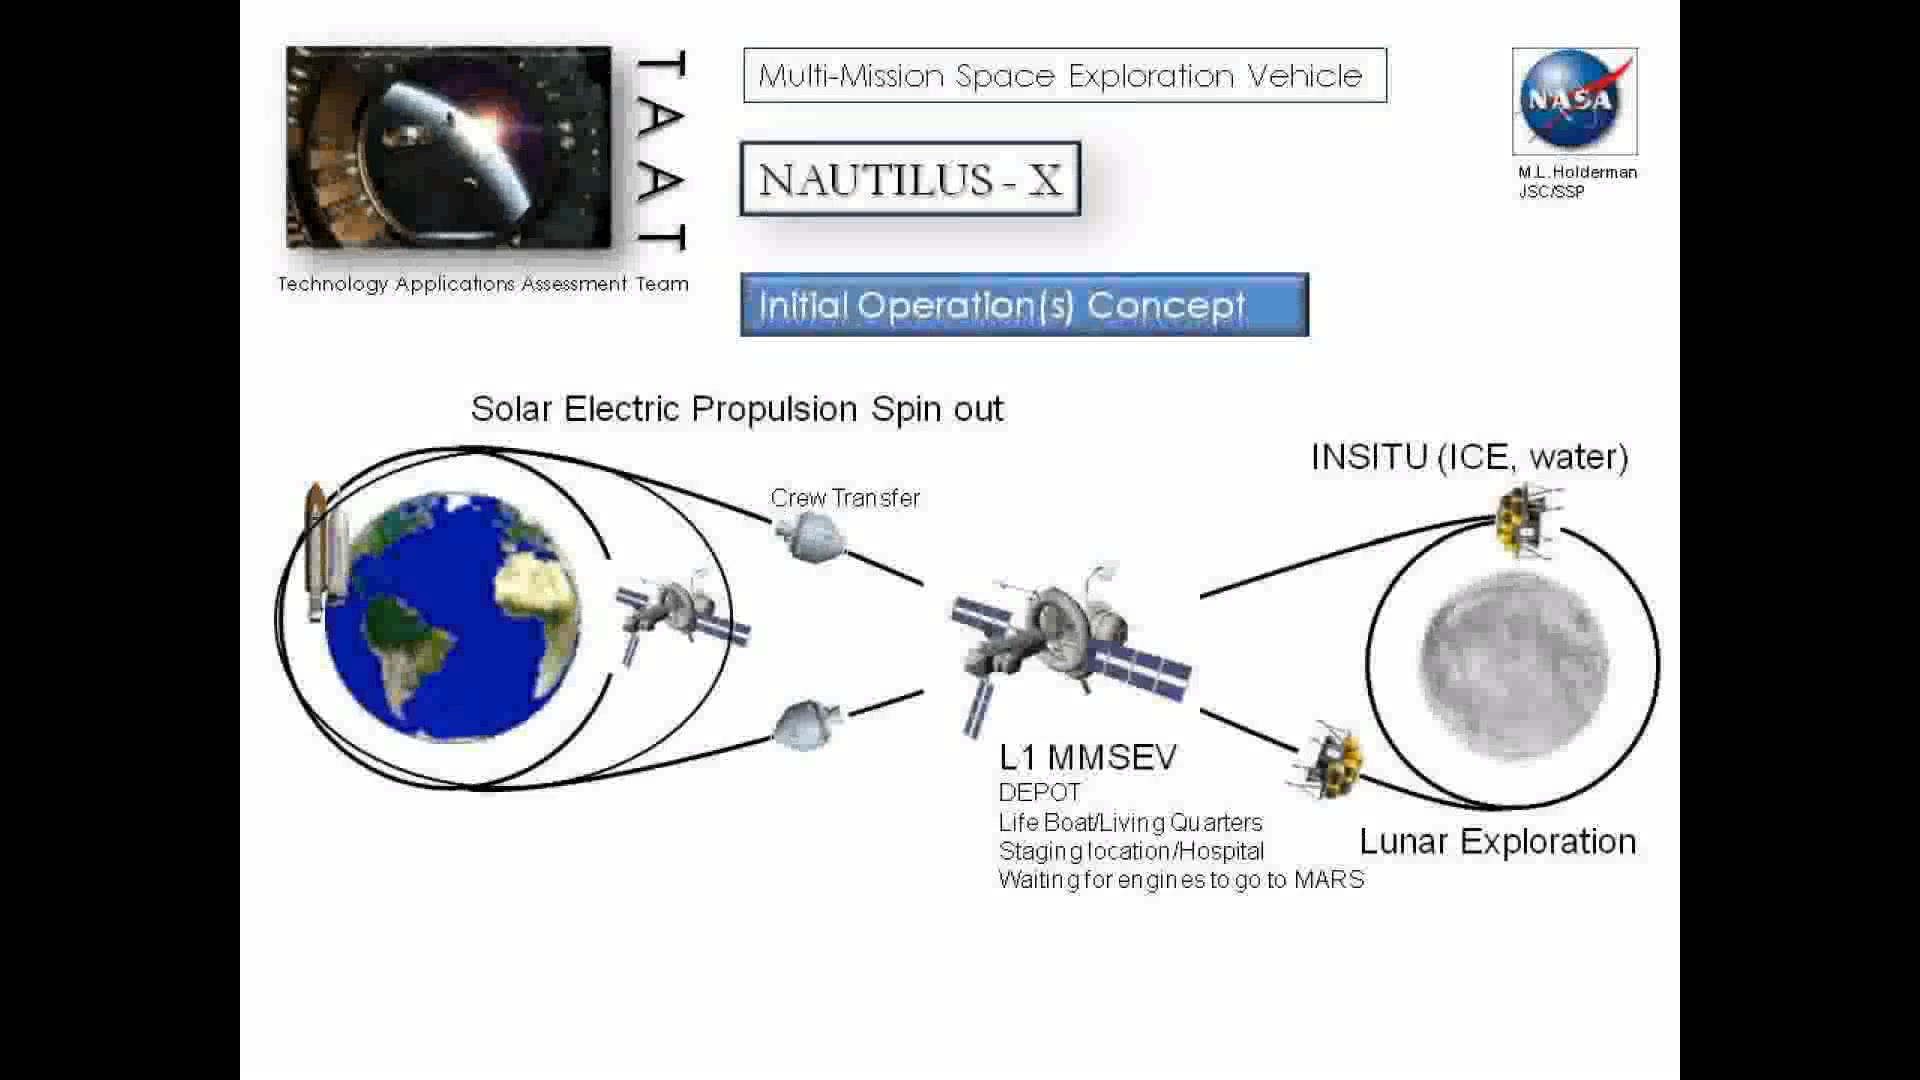 TAAT
Technology Applications Assessment Team
Multi-Mission Space Exploration Vehicle
NAUTILUS - X
Initial Operation(s) Concept
NASA
M.L.Holderman
JSC/SSP
Solar Electric Propulsion Spin out
Crew Transfer
INSITU (ICE, water)
L1 MMSEV
DEPOT
Life Boat/Living Quarters
Staging location/Hospital
Waiting for engines to go to MARS
Lunar Exploration